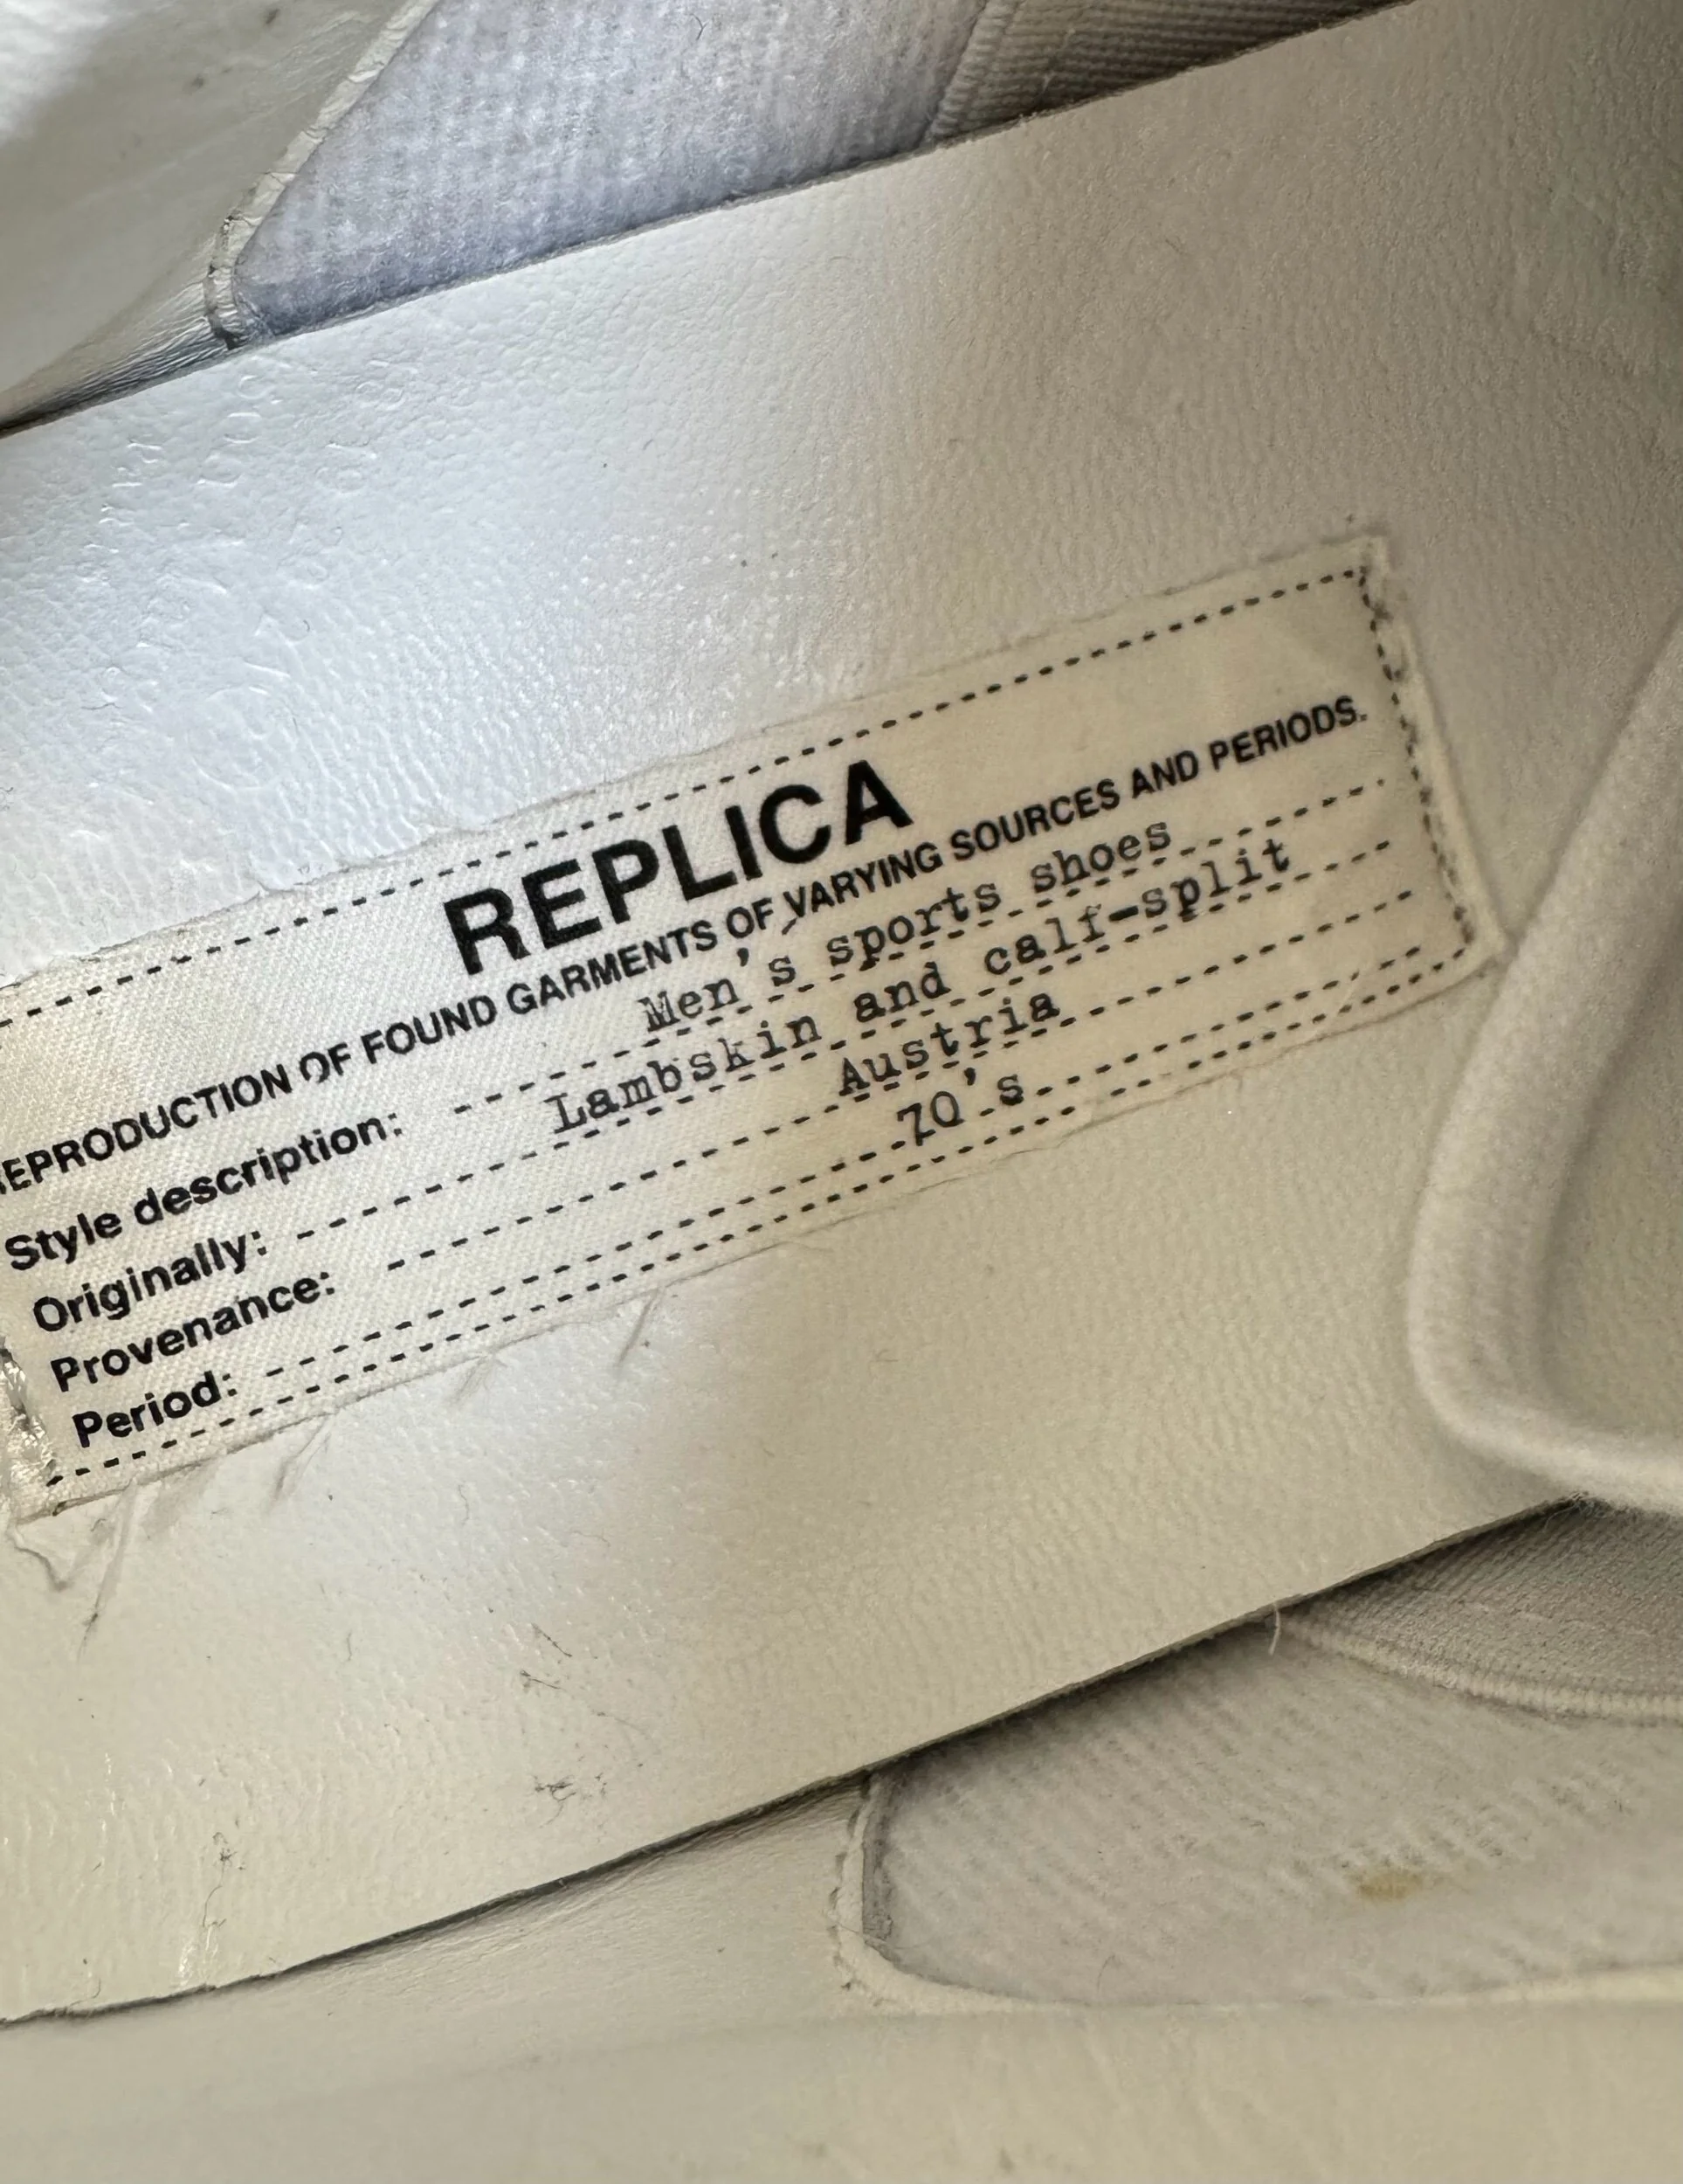 REPLICA
EPRODUCTION OF FOUND GARMENTS OF VARYING SOURCES AND PERIODS.
Style description: Men's sports shoes
Originally: Lambskin and calf-split
Provenance: Austria
Period: 70's